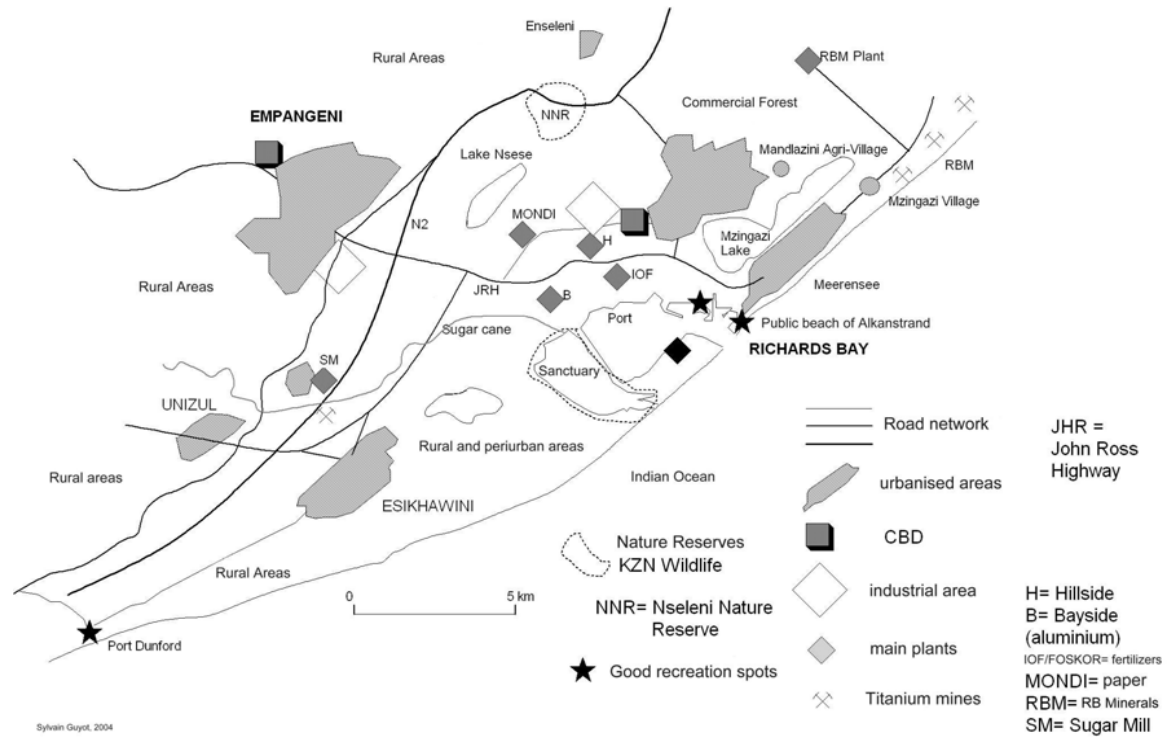 Enseleni
Rural Areas
RBM Plant
EMPANGENI
NNR
Commercial Forest
Lake Nsese
Mandlazini Agri-Village
RBM
Mzingazi Village
MONDI
N2
H
Mzingazi
Lake
Rural Areas
JRH
IOF
B
Meerensee
Port
Public beach of Alkanstrand
Sugar cane
RICHARDS BAY
SM
Sanctuary
UNIZUL
Rural and periurban areas
Rural areas
ESIKHAWINI
Indian Ocean
Rural Areas
0 5 km
Port Dunford
Road network
JHR =
John Ross
Highway
urbanised areas
Nature Reserves
KZN Wildlife
CBD
NNR= Nseleni Nature
Reserve
industrial area
Good recreation spots
main plants
Titanium mines
H= Hillside
B= Bayside
(aluminium)
IOF/FOSKOR= fertilizers
MONDI= paper
RBM= RB Minerals
SM= Sugar Mill
Sylvain Guyot, 2004